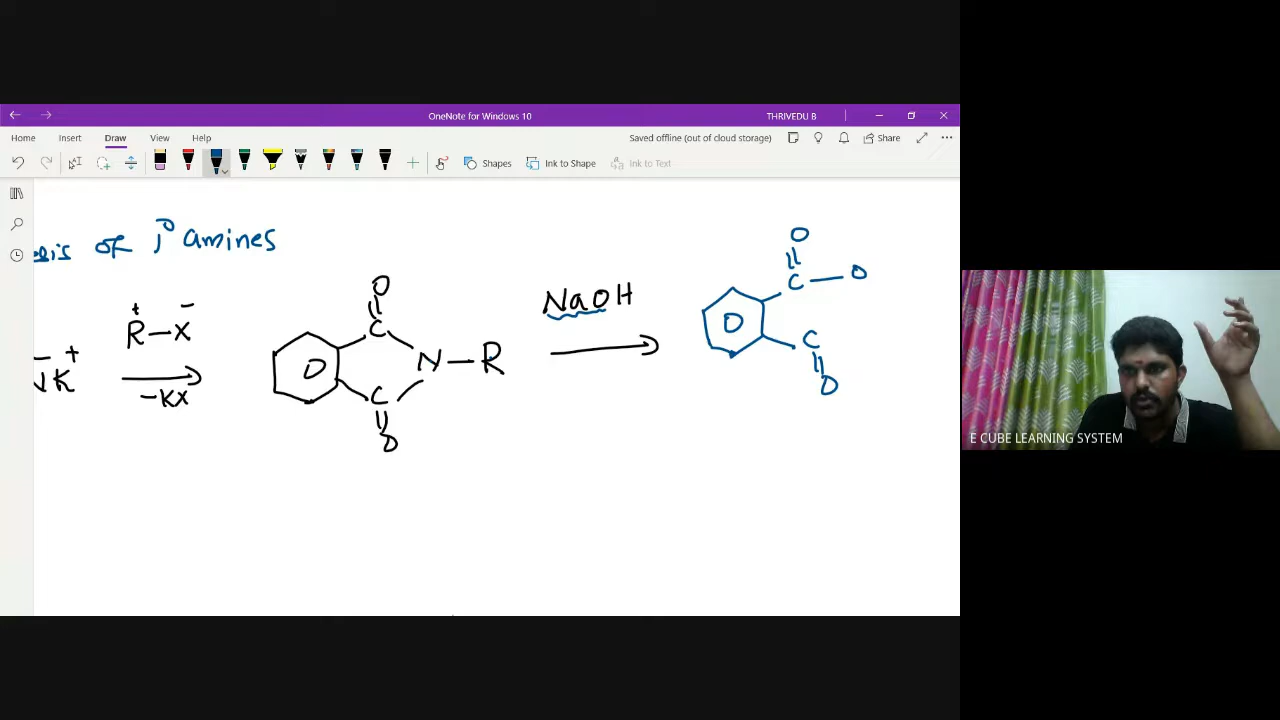 OneNote for Windows 10
THRIVEDU B
Home Insert Draw View Help
Saved offline (out of cloud storage)
Share
Shapes
Ink to Shape
Ink to Text
of 1° amines
O
O
C — O
+ −
R — X
NaOH
C
C
− +
K
N — R
−KX
C
O
C
O
E CUBE LEARNING SYSTEM